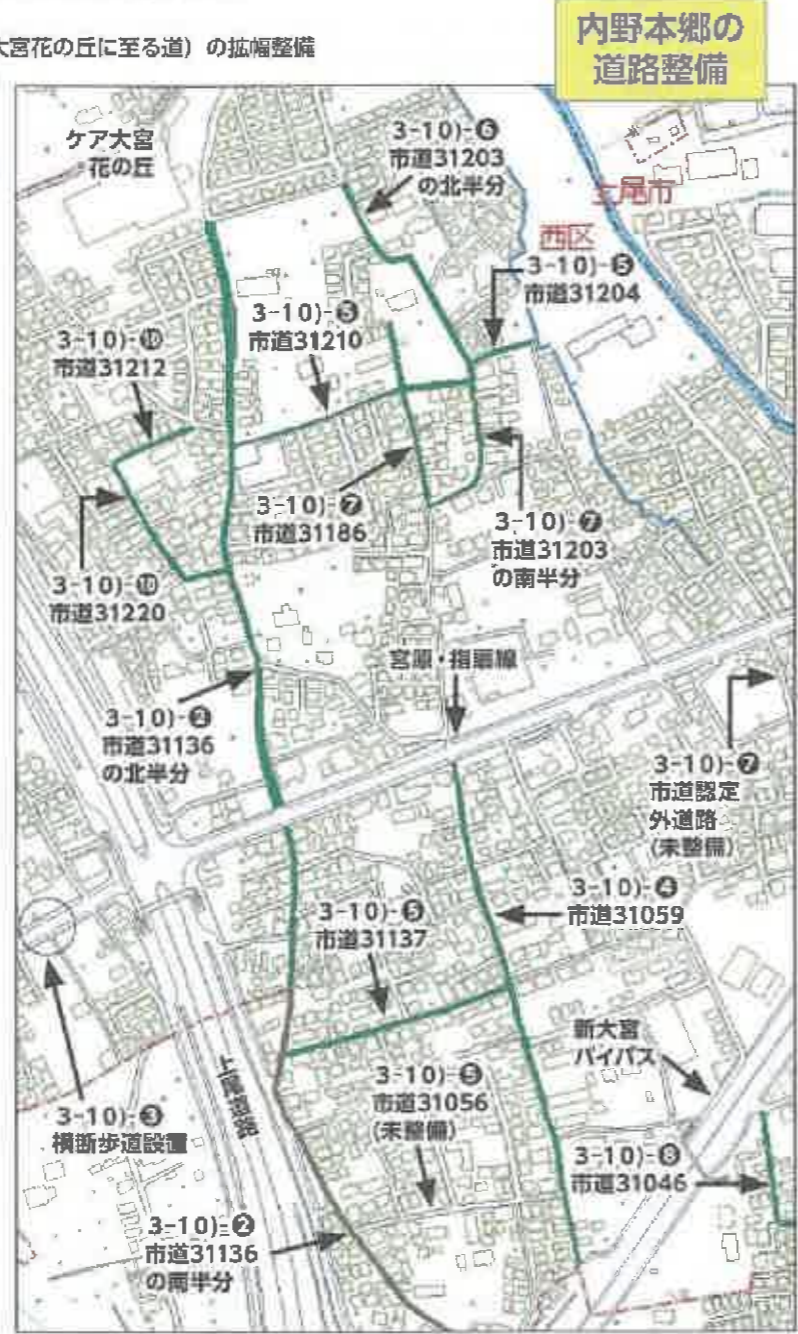 大宮花の丘に至る道）の拡幅整備
内野本郷の
道路整備
ケア大宮
花の丘
3-10)-❻
市道31203
の北半分
上尾市
西区
3-10)-❺
市道31204
3-10)-❺
市道31210
3-10)-❿
市道31212
3-10)-❼
市道31186
3-10)-❼
市道31203
の南半分
3-10)-❿
市道31220
宮原・指扇線
3-10)-❷
市道31136
の北半分
3-10)-❼
市道認定
外道路
(未整備)
3-10)-❹
市道31059
3-10)-❺
市道31137
新大宮
バイパス
3-10)-❺
市道31056
(未整備)
3-10)-❸
横断歩道設置
3-10)-❽
市道31046
3-10)-❷
市道31136
の南半分